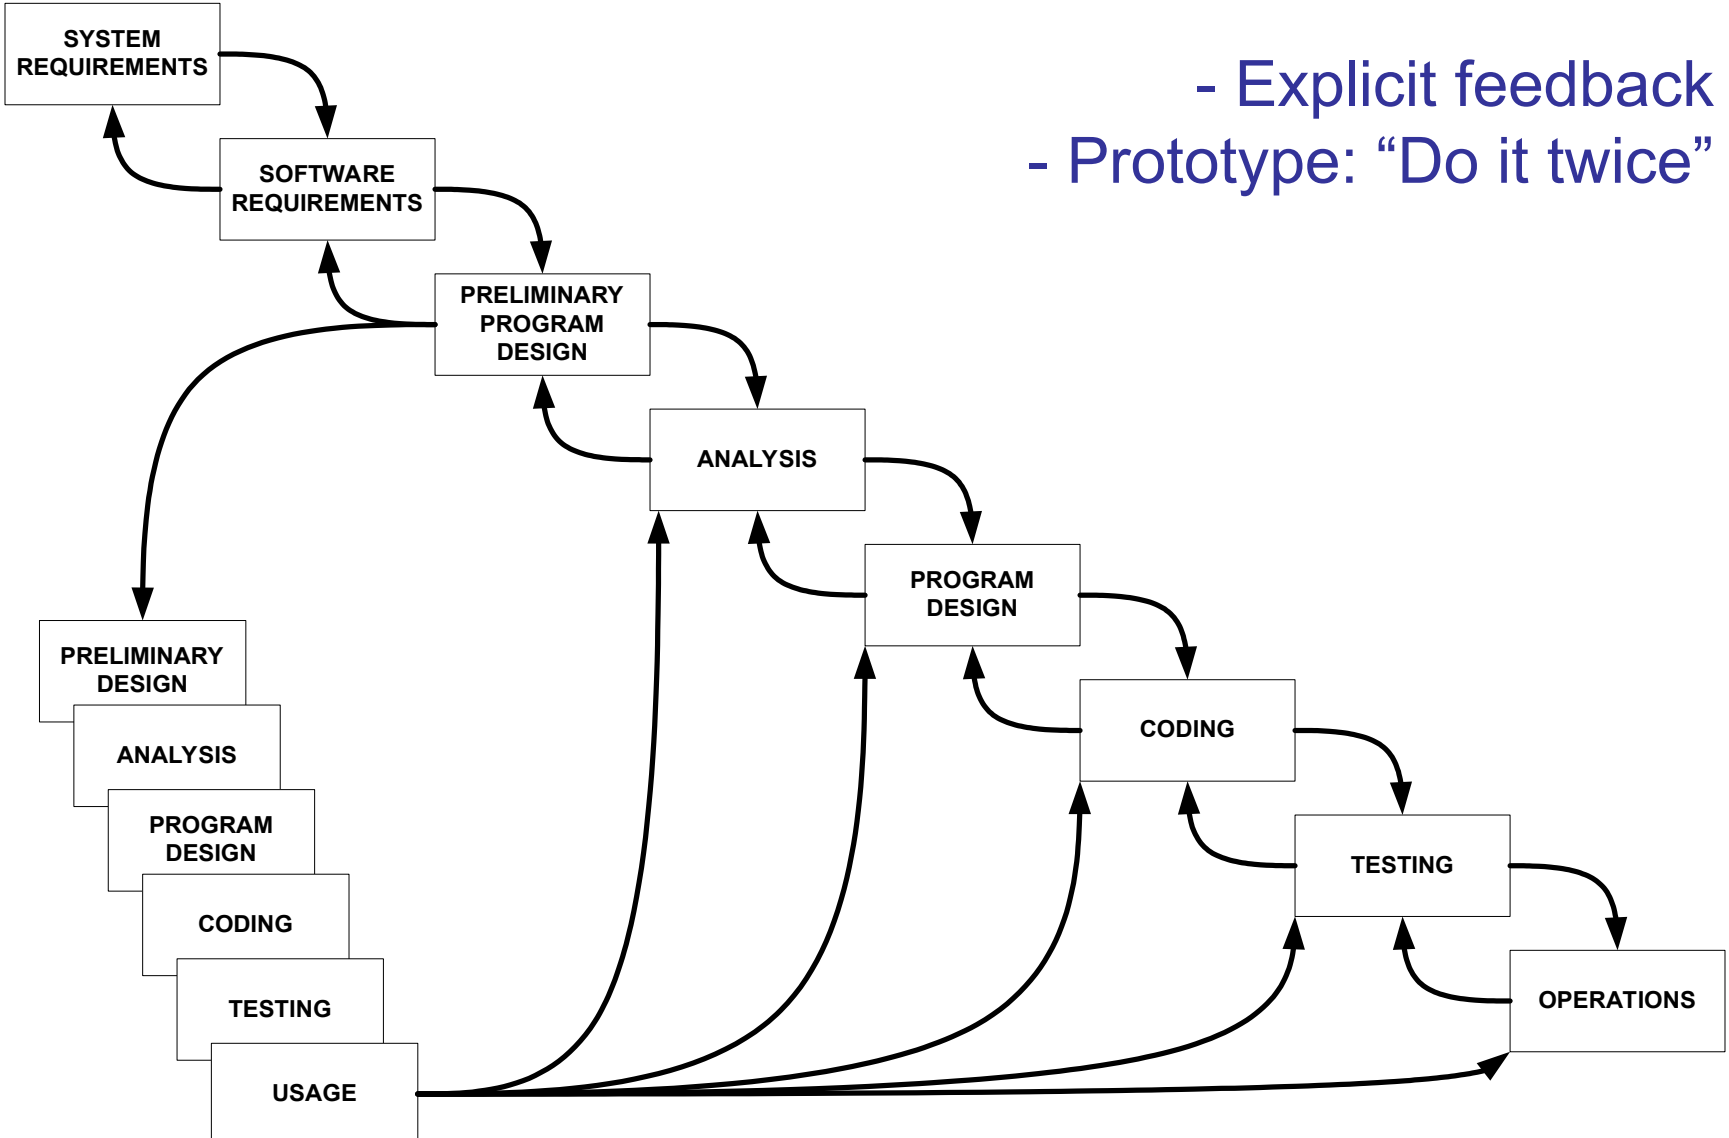 SYSTEM
REQUIREMENTS
- Explicit feedback
- Prototype: “Do it twice”
SOFTWARE
REQUIREMENTS
PRELIMINARY
PROGRAM
DESIGN
ANALYSIS
PROGRAM
DESIGN
CODING
TESTING
OPERATIONS
PRELIMINARY
DESIGN
ANALYSIS
PROGRAM
DESIGN
CODING
TESTING
USAGE